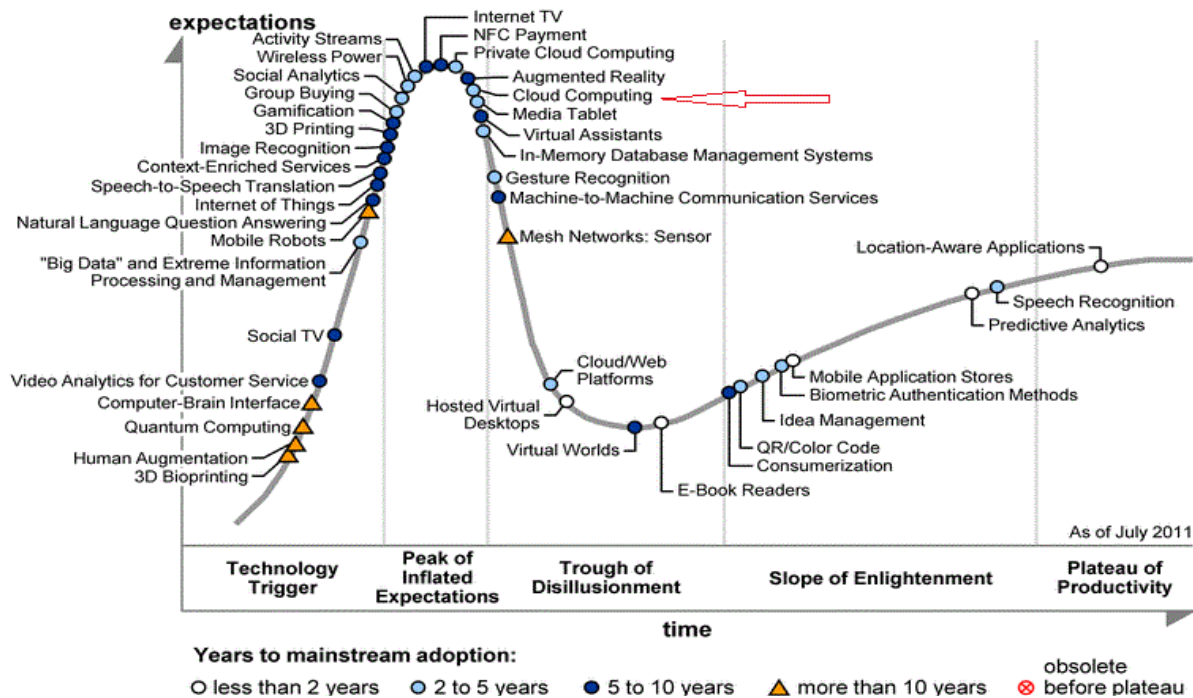 expectations
Internet TV
NFC Payment
Activity Streams
Private Cloud Computing
Wireless Power
Augmented Reality
Social Analytics
Cloud Computing
Group Buying
Media Tablet
Gamification
Virtual Assistants
3D Printing
In-Memory Database Management Systems
Image Recognition
Context-Enriched Services
Gesture Recognition
Speech-to-Speech Translation
Machine-to-Machine Communication Services
Internet of Things
Natural Language Question Answering
Mesh Networks: Sensor
Mobile Robots
Location-Aware Applications
"Big Data" and Extreme Information
Processing and Management
Speech Recognition
Predictive Analytics
Social TV
Cloud/Web
Platforms
Video Analytics for Customer Service
Mobile Application Stores
Computer-Brain Interface
Biometric Authentication Methods
Hosted Virtual
Desktops
Idea Management
Quantum Computing
Virtual Worlds
QR/Color Code
Human Augmentation
Consumerization
3D Bioprinting
E-Book Readers
As of July 2011
Technology
Trigger
Peak of
Inflated
Expectations
Trough of
Disillusionment
Slope of Enlightenment
Plateau of
Productivity
time
Years to mainstream adoption:
less than 2 years
2 to 5 years
5 to 10 years
more than 10 years
obsolete
before plateau